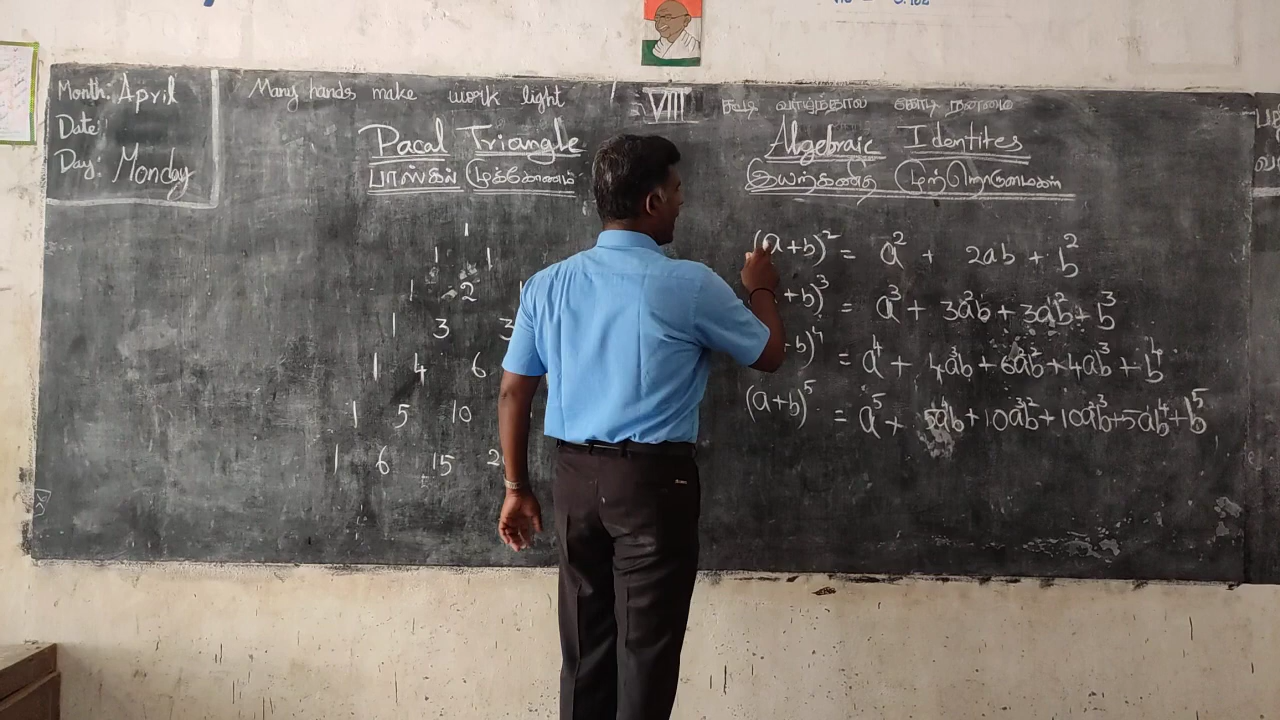 Month: April
Date
Day: Monday
Many hands make work light
VIII
கூடி வாழ்ந்தால் கோடி நன்மை
Pacal Triangle
பாஸ்கல் முக்கோணம்
1
1 1
1 2 1
1 3 3
1 4 6
1 5 10
1 6 15 2
Algebraic Identites
இயற்கணித முற்றொருமைகள்
(a+b)² = a² + 2ab + b²
+b)³ = a³ + 3a²b + 3ab² + b³
+b)⁴ = a⁴ + 4a³b + 6a²b² + 4ab³ + b⁴
(a+b)⁵ = a⁵ + 5a⁴b + 10a³b² + 10a²b³ + 5ab⁴ + b⁵